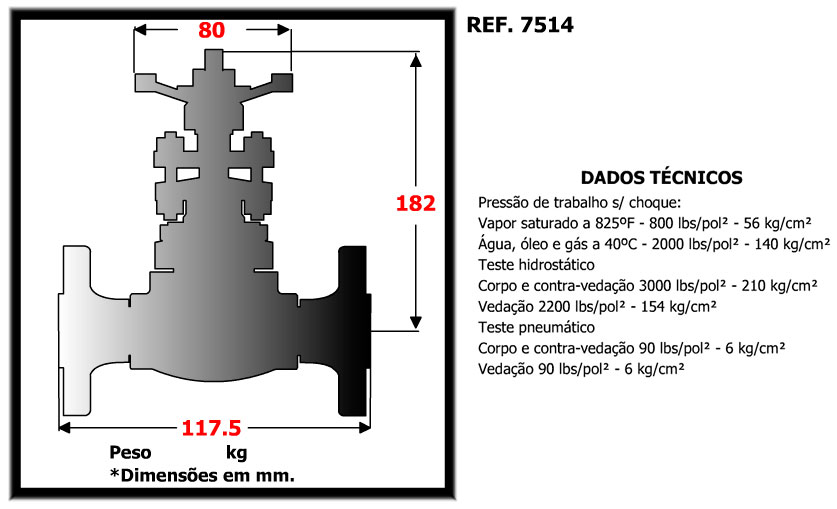 80
REF. 7514
182
117.5
Peso kg
*Dimensões em mm.
DADOS TÉCNICOS
Pressão de trabalho s/ choque:
Vapor saturado a 825ºF - 800 lbs/pol² - 56 kg/cm²
Água, óleo e gás a 40ºC - 2000 lbs/pol² - 140 kg/cm²
Teste hidrostático
Corpo e contra-vedação 3000 lbs/pol² - 210 kg/cm²
Vedação 2200 lbs/pol² - 154 kg/cm²
Teste pneumático
Corpo e contra-vedação 90 lbs/pol² - 6 kg/cm²
Vedação 90 lbs/pol² - 6 kg/cm²